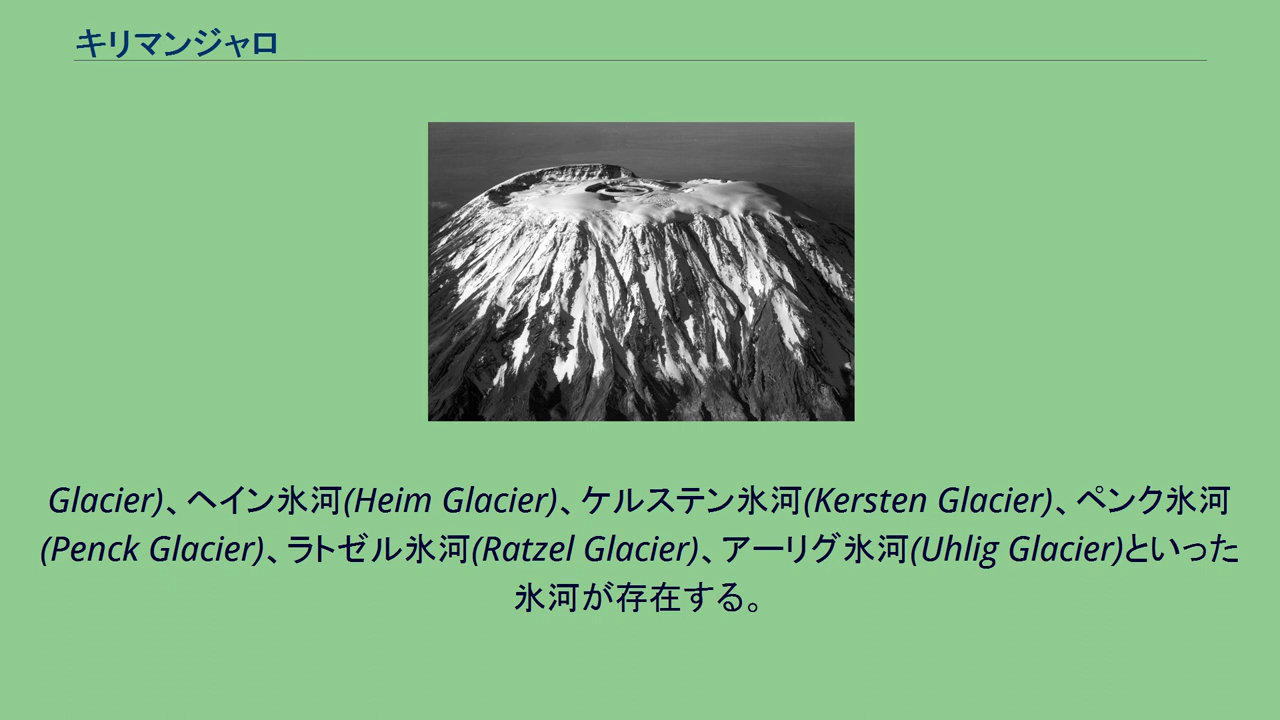 キリマンジャロ
Glacier)、ヘイン氷河(Heim Glacier)、ケルステン氷河(Kersten Glacier)、ペンク氷河
(Penck Glacier)、ラトゼル氷河(Ratzel Glacier)、アーリグ氷河(Uhlig Glacier)といった
氷河が存在する。